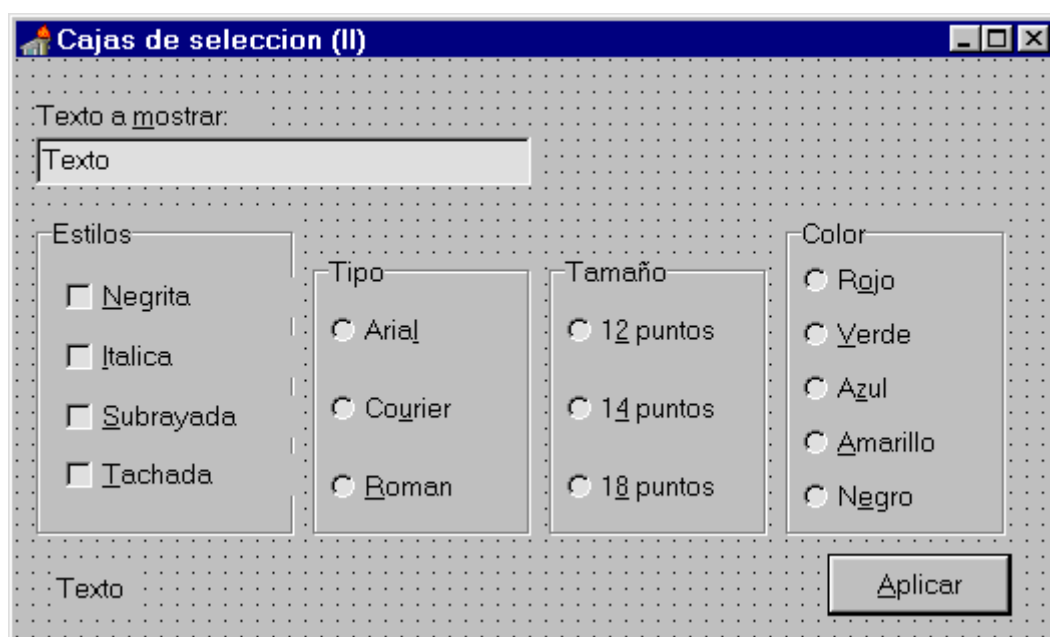 Cajas de seleccion (II)
Texto a mostrar:
Texto
Estilos
Negrita
Italica
Subrayada
Tachada
Tipo
Arial
Courier
Roman
Tamaño
12 puntos
14 puntos
18 puntos
Color
Rojo
Verde
Azul
Amarillo
Negro
Texto
Aplicar